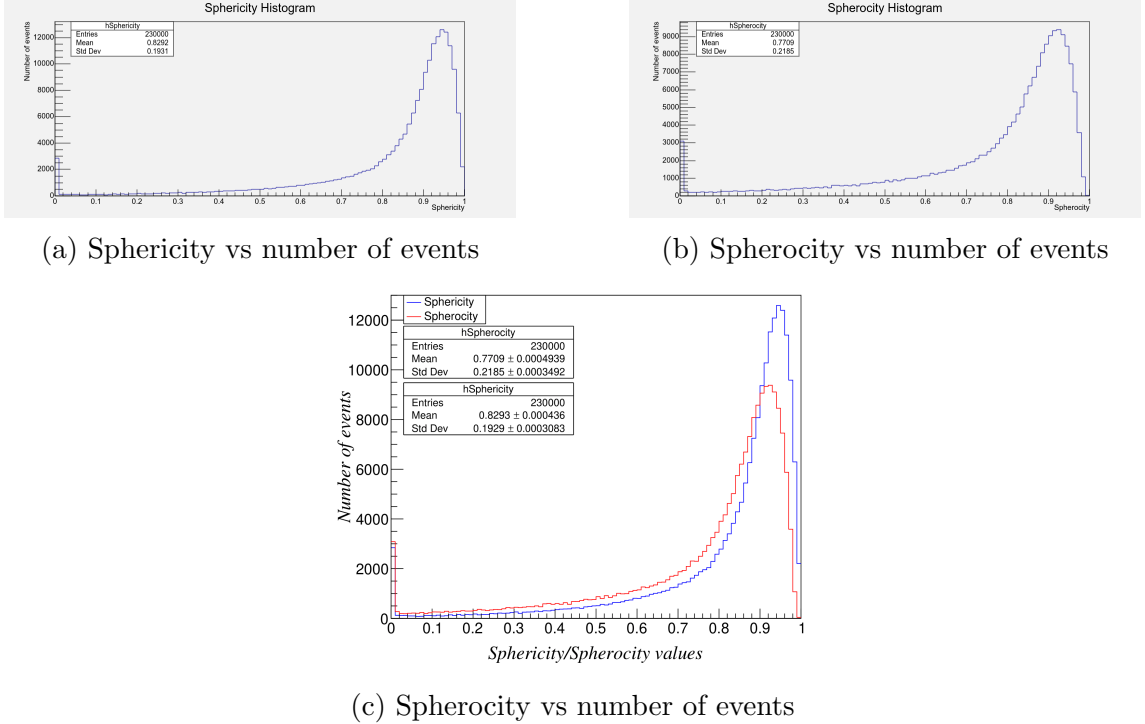 Sphericity Histogram
hSphericity
Entries 230000
Mean 0.8292
Std Dev 0.1931
Number of events
12000
10000
8000
6000
4000
2000
0
0 0.1 0.2 0.3 0.4 0.5 0.6 0.7 0.8 0.9 1
Sphericity
(a) Sphericity vs number of events
Spherocity Histogram
hSpherocity
Entries 230000
Mean 0.7709
Std Dev 0.2185
Number of events
9000
8000
7000
6000
5000
4000
3000
2000
1000
0
0 0.1 0.2 0.3 0.4 0.5 0.6 0.7 0.8 0.9 1
Spherocity
(b) Spherocity vs number of events
Sphericity
Spherocity
hSpherocity
Entries 230000
Mean 0.7709 ± 0.0004939
Std Dev 0.2185 ± 0.0003492
hSphericity
Entries 230000
Mean 0.8293 ± 0.000436
Std Dev 0.1929 ± 0.0003083
Number of events
12000
10000
8000
6000
4000
2000
0
0 0.1 0.2 0.3 0.4 0.5 0.6 0.7 0.8 0.9 1
Sphericity/Spherocity values
(c) Spherocity vs number of events